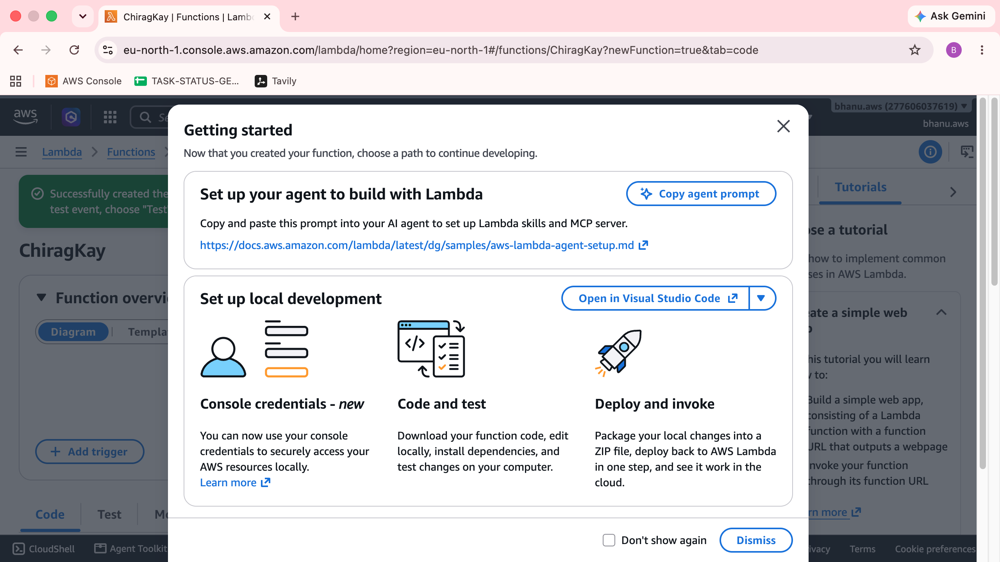 ChiragKay | Functions | Lamb
Ask Gemini
eu-north-1.console.aws.amazon.com/lambda/home?region=eu-north-1#/functions/ChiragKay?newFunction=true&tab=code
B
AWS Console
TASK-STATUS-GE...
Tavily
aws
bhanu.aws (277606037619)
bhanu.aws
Lambda
Functions
Successfully created the
test event, choose "Test"
ChiragKay
Function overvi
Diagram
Templa
+ Add trigger
Code
Test
Getting started
Now that you created your function, choose a path to continue developing.
Set up your agent to build with Lambda
Copy agent prompt
Copy and paste this prompt into your AI agent to set up Lambda skills and MCP server.
https://docs.aws.amazon.com/lambda/latest/dg/samples/aws-lambda-agent-setup.md
Set up local development
Open in Visual Studio Code
Console credentials - new
You can now use your console
credentials to securely access your
AWS resources locally.
Learn more
Code and test
Download your function code, edit
locally, install dependencies, and
test changes on your computer.
Deploy and invoke
Package your local changes into a
ZIP file, deploy back to AWS Lambda
in one step, and see it work in the
cloud.
Don't show again
Dismiss
Tutorials
ose a tutorial
how to implement common
ses in AWS Lambda.
ate a simple web
his tutorial you will learn
to:
Build a simple web app,
consisting of a Lambda
function with a function
URL that outputs a webpage
nvoke your function
through its function URL
rn more
CloudShell
Agent Toolkit
ivacy
Terms
Cookie preferences